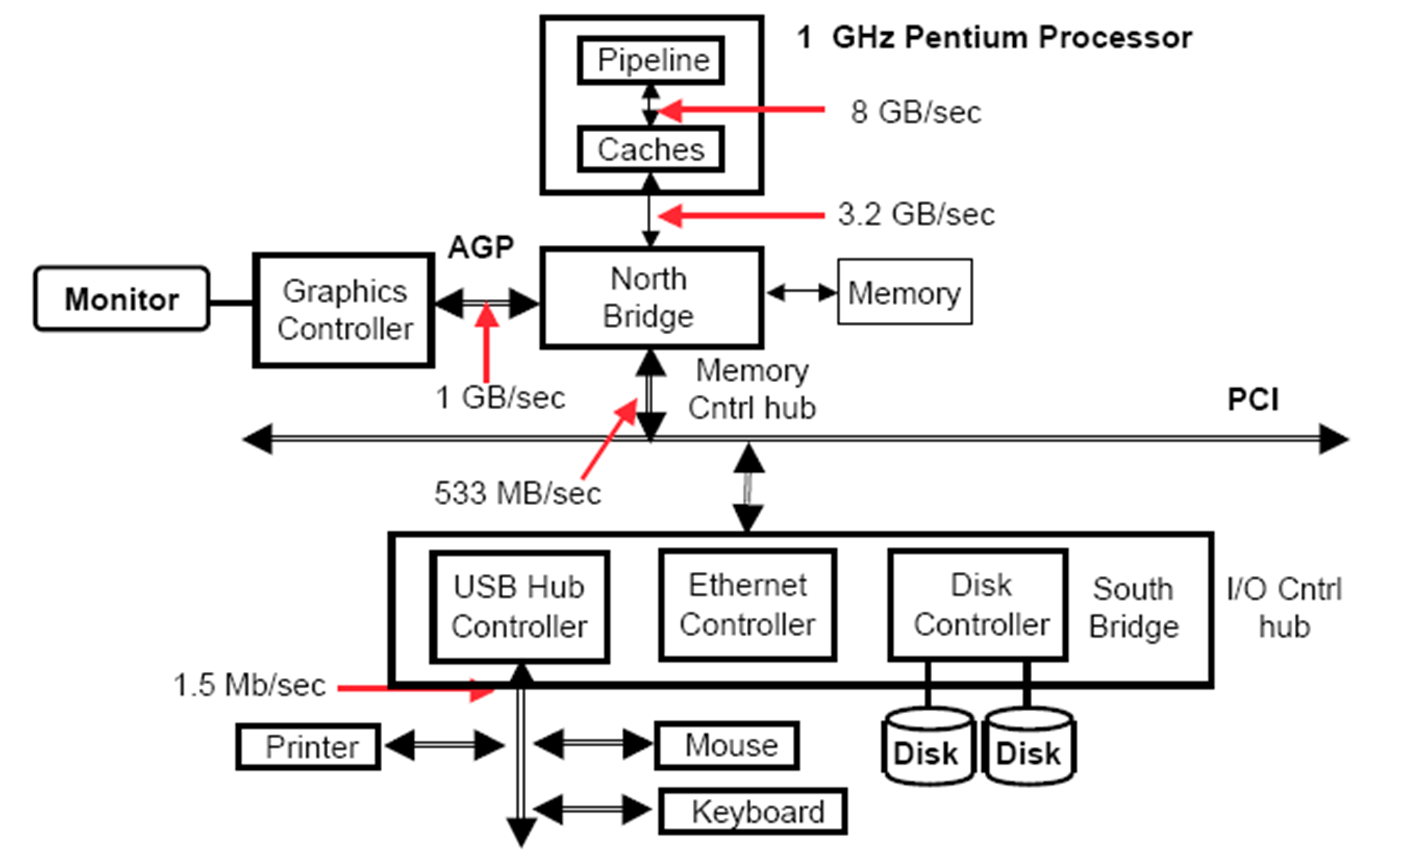 1 GHz Pentium Processor
Pipeline
8 GB/sec
Caches
3.2 GB/sec
AGP
Monitor
Graphics
Controller
North
Bridge
Memory
1 GB/sec
Memory
Cntrl hub
PCI
533 MB/sec
USB Hub
Controller
Ethernet
Controller
Disk
Controller
South
Bridge
I/O Cntrl
hub
1.5 Mb/sec
Printer
Mouse
Disk
Disk
Keyboard